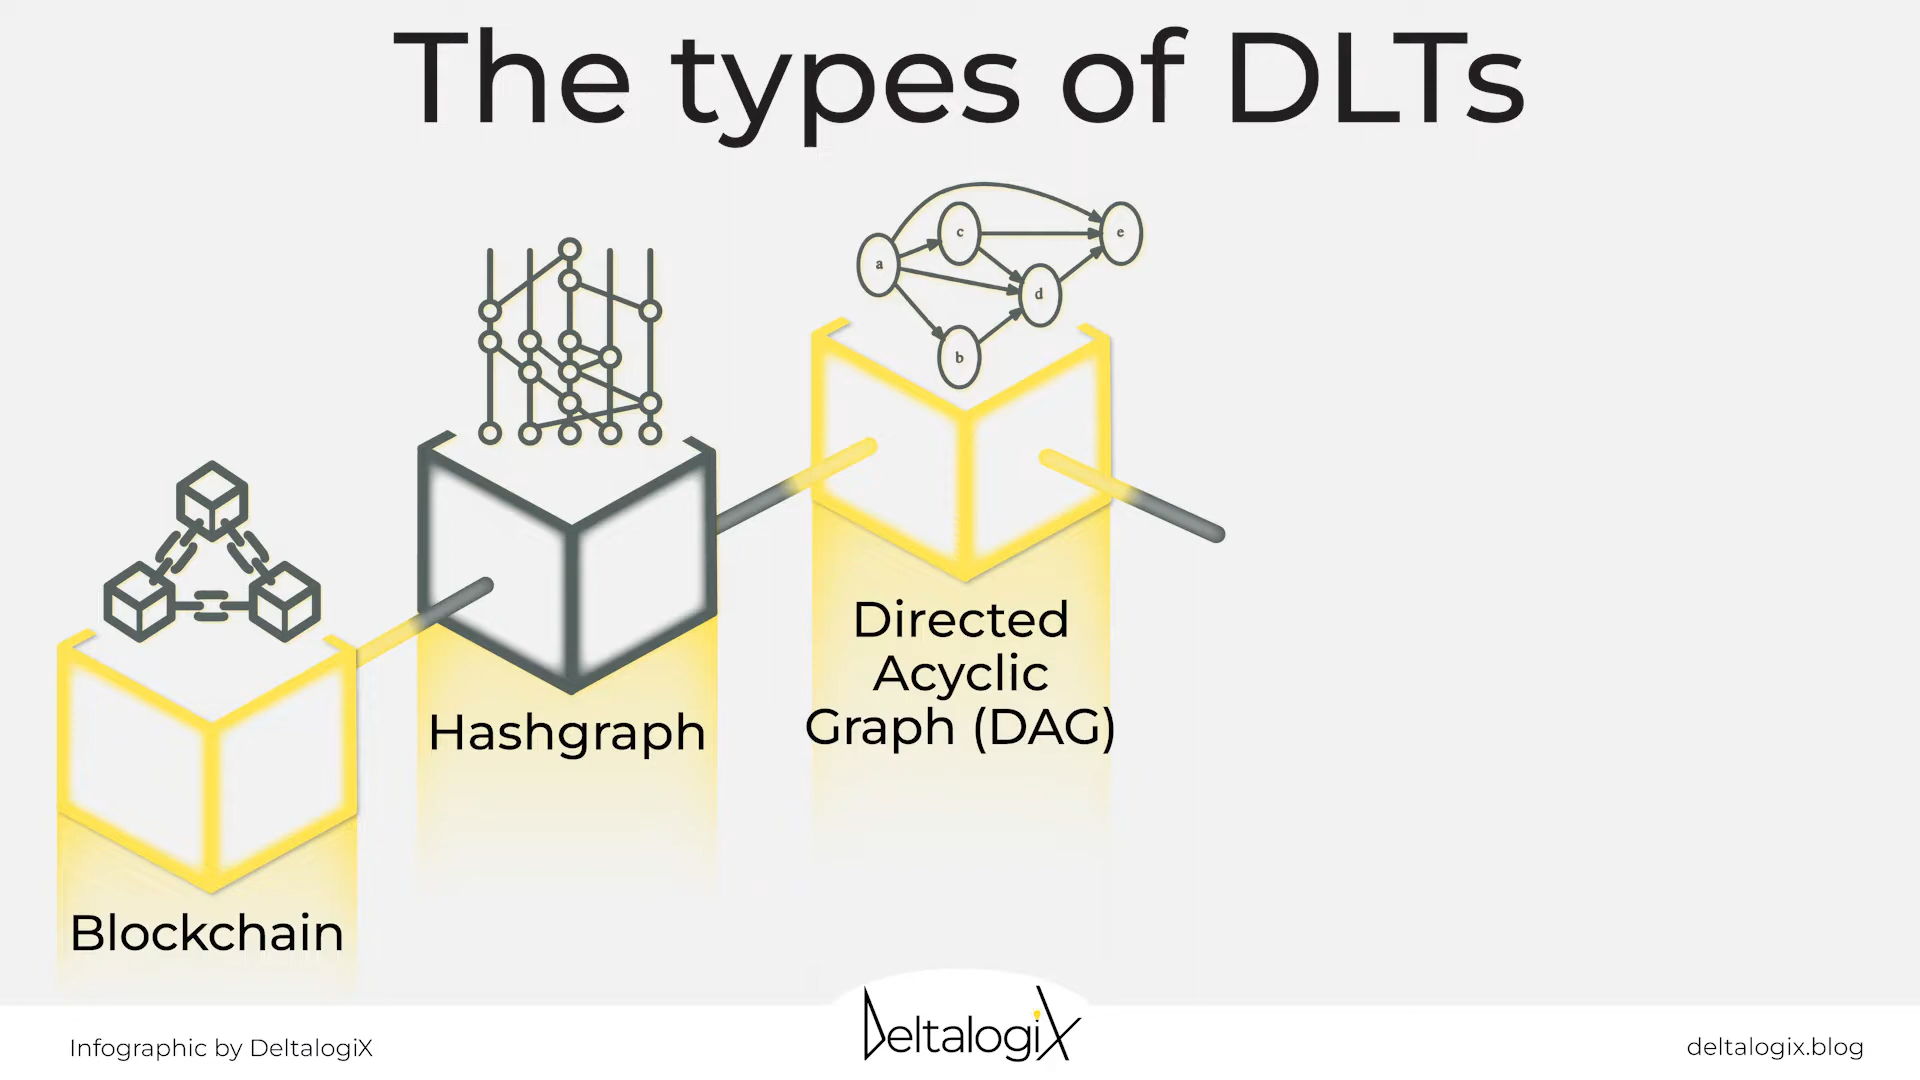 The types of DLTs
a
c
e
d
b
Blockchain
Hashgraph
Directed
Acyclic
Graph (DAG)
Infographic by DeltalogiX
DeltalogiX
deltalogix.blog